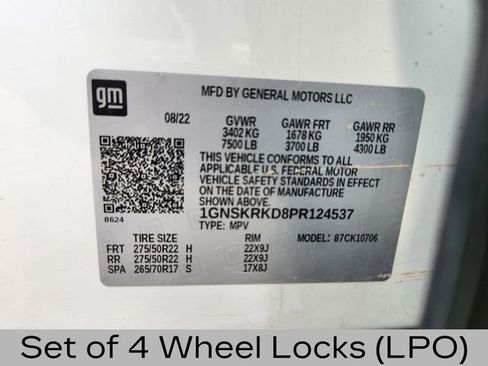 gm
MFD BY GENERAL MOTORS LLC
08/22 GVWR GAWR FRT GAWR RR
3402 KG 1678 KG 1950 KG
7500 LB 3700 LB 4300 LB
THIS VEHICLE CONFORMS TO ALL
APPLICABLE U.S. FEDERAL MOTOR
VEHICLE SAFETY STANDARDS IN EFFECT
ON THE DATE OF MANUFACTURE
SHOWN ABOVE.
1GNSKRKD8PR124537
8624 TYPE: MPV MODEL: 87CK10706
TIRE SIZE RIM
FRT 275/50R22 H 22X9J
RR 275/50R22 H 22X9J
SPA 265/70R17 S 17X8J
Set of 4 Wheel Locks (LPO)